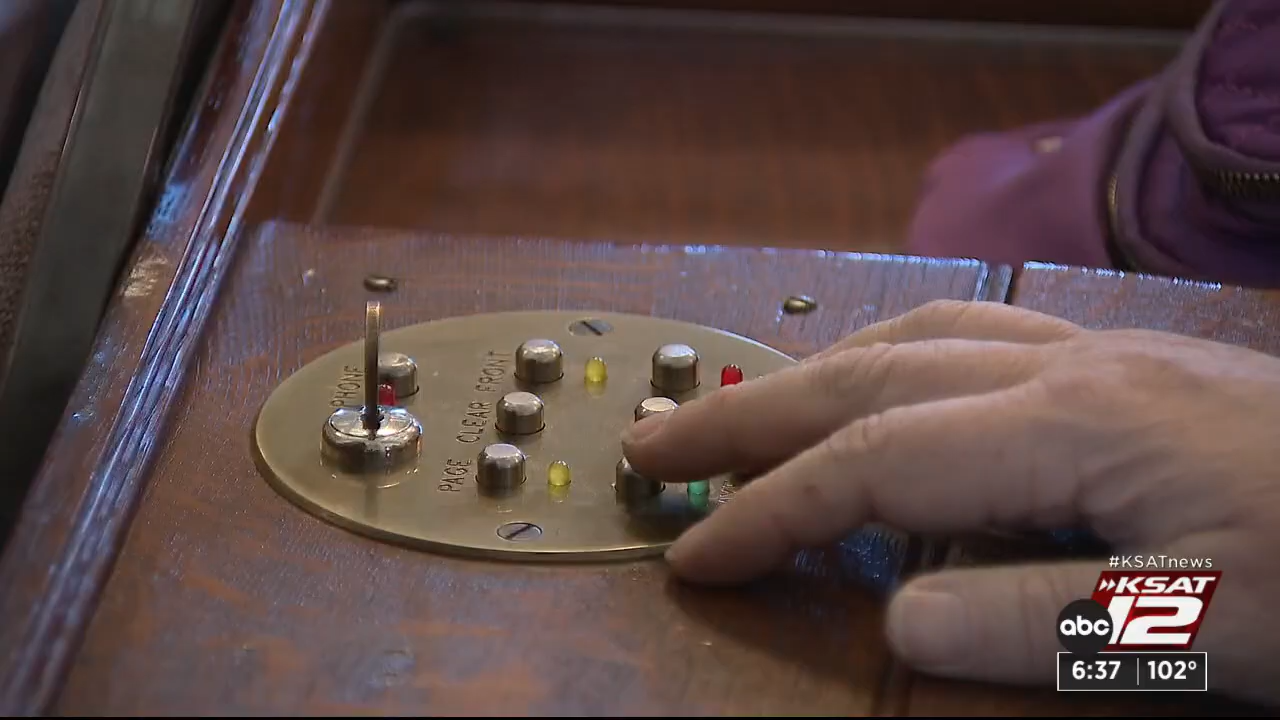 PHONE
FRONT
CLEAR
PAGE
#KSATnews
KSAT
12
abc
6:37 102°